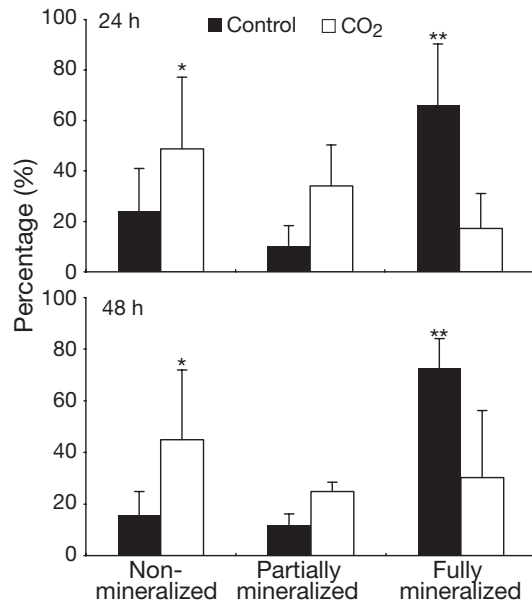 24 h
Control
CO₂
100
80
60
40
20
0
*
**
Percentage (%)
48 h
100
80
60
40
20
0
*
**
Non-
mineralized
Partially
mineralized
Fully
mineralized